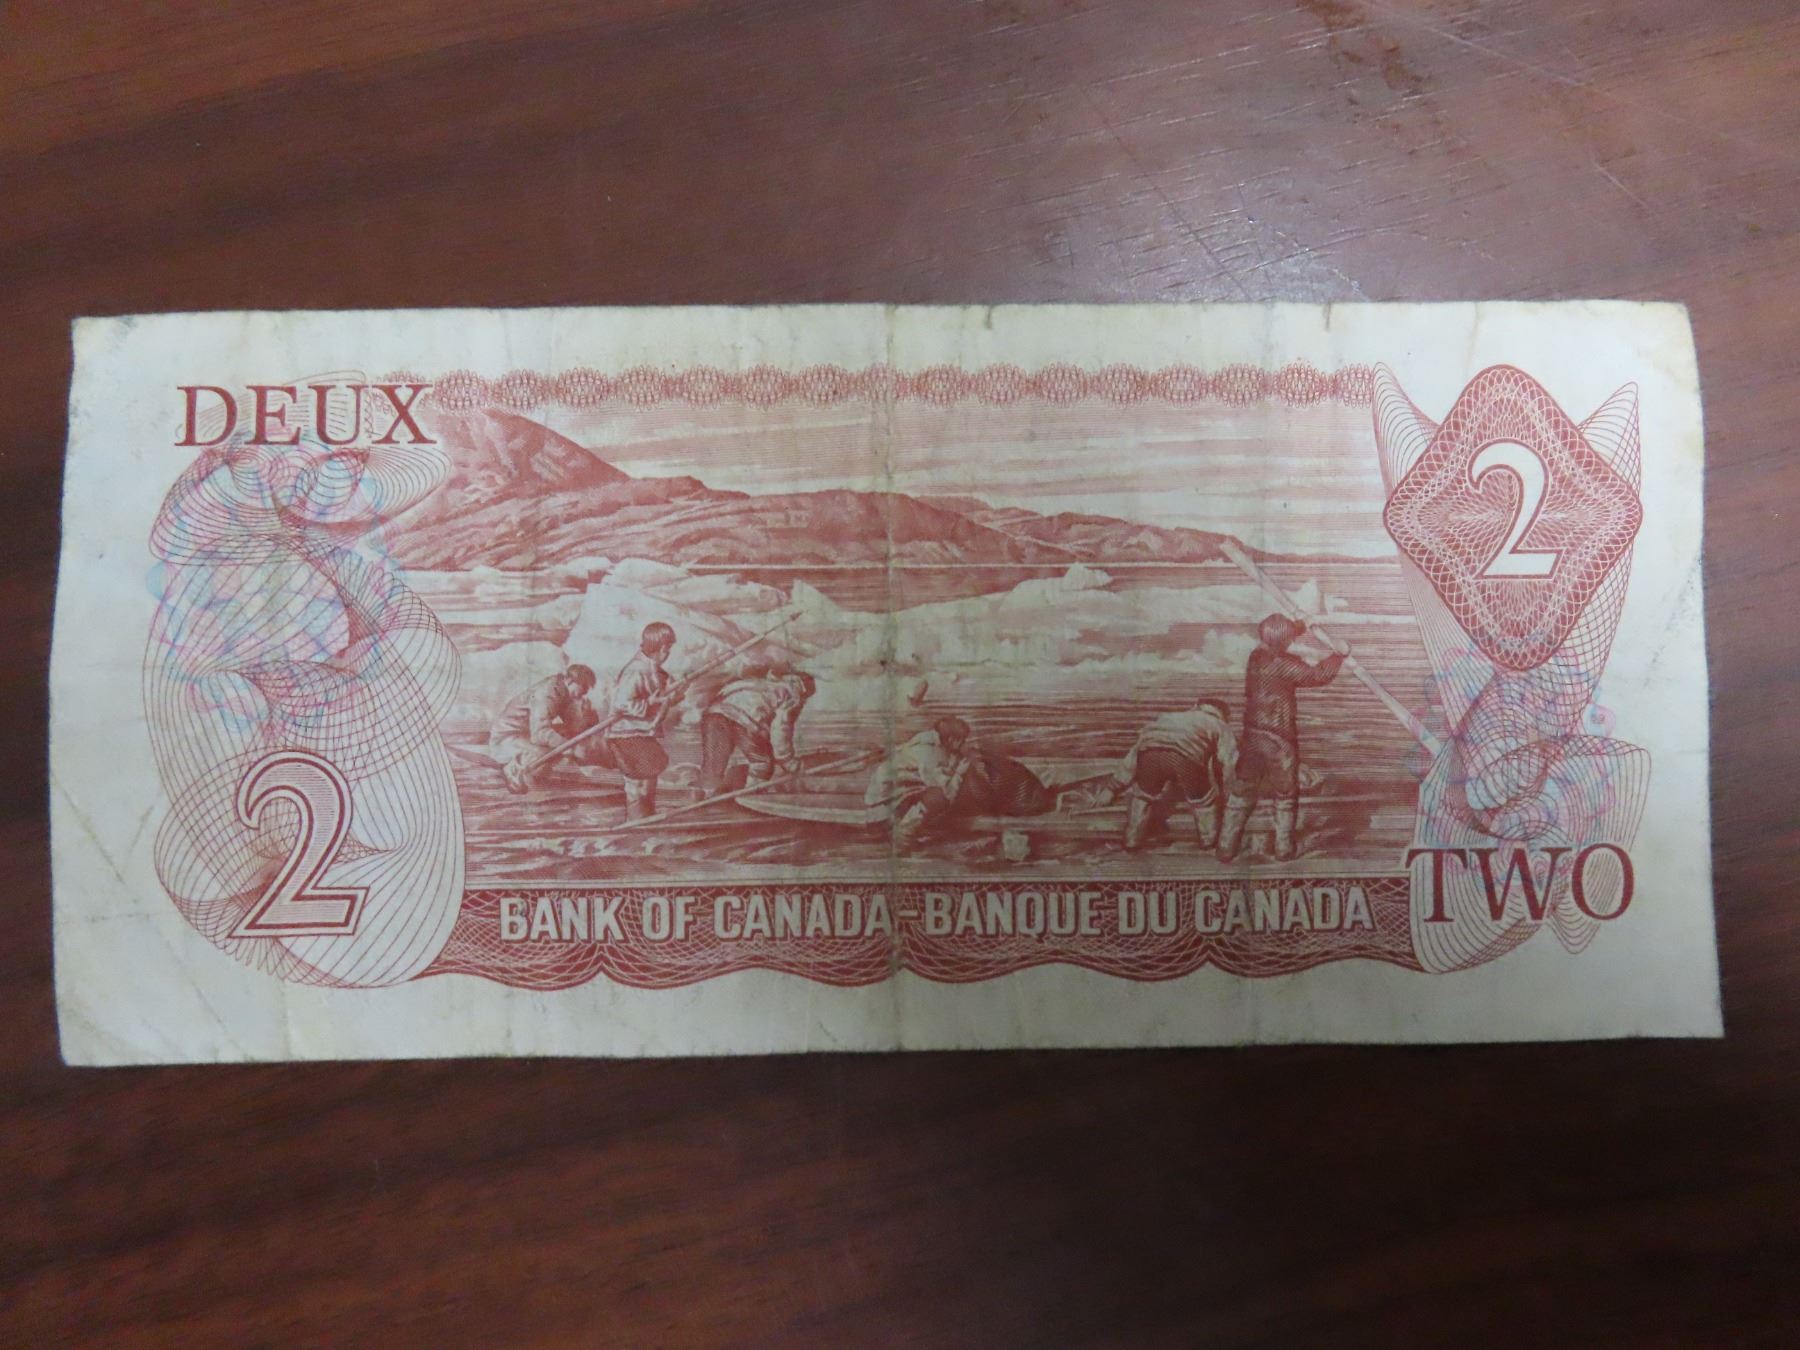 DEUX
2
2
BANK OF CANADA-BANQUE DU CANADA
TWO